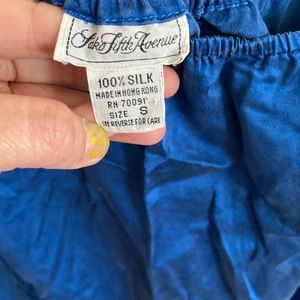 Saks Fifth Avenue
100% SILK
MADE IN HONG KONG
RN 70091
SIZE S
SEE REVERSE FOR CARE